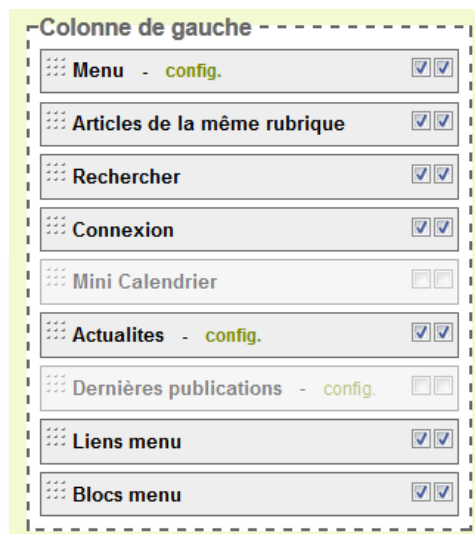 Colonne de gauche
Menu - config.
Articles de la même rubrique
Rechercher
Connexion
Mini Calendrier
Actualites - config.
Dernières publications - config.
Liens menu
Blocs menu